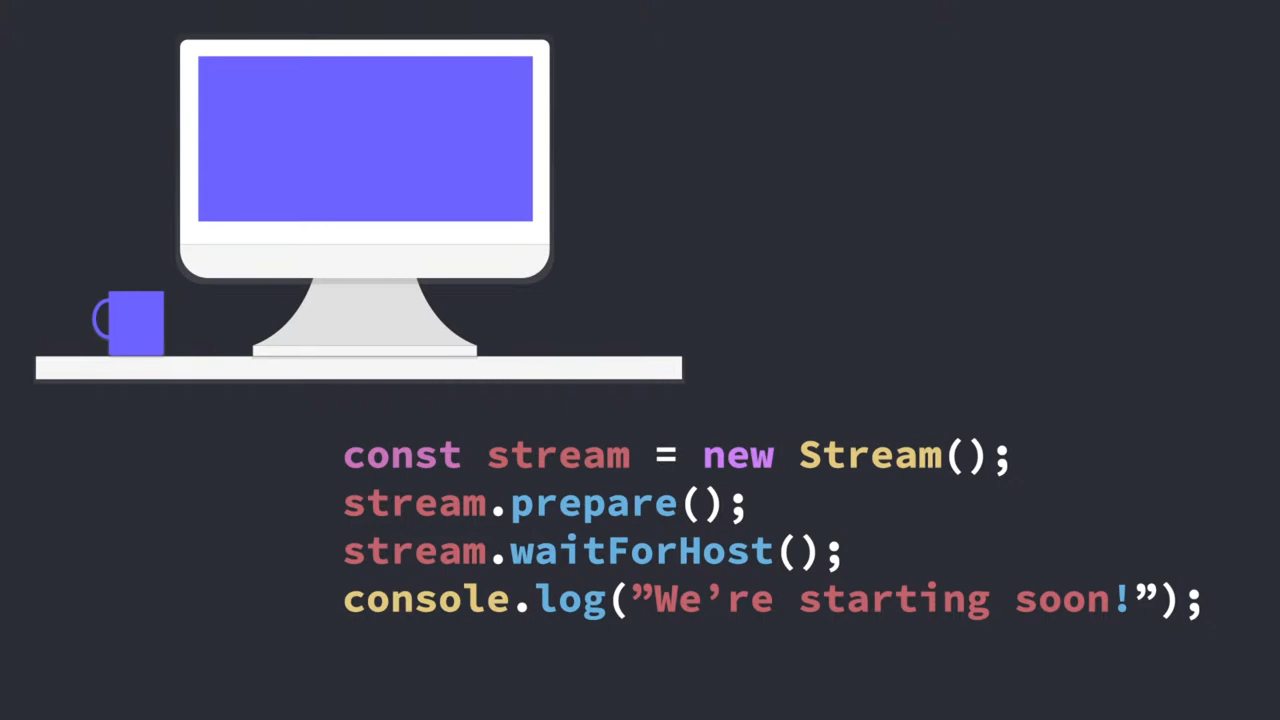 const stream = new Stream();
stream.prepare();
stream.waitForHost();
console.log(”We’re starting soon!”);